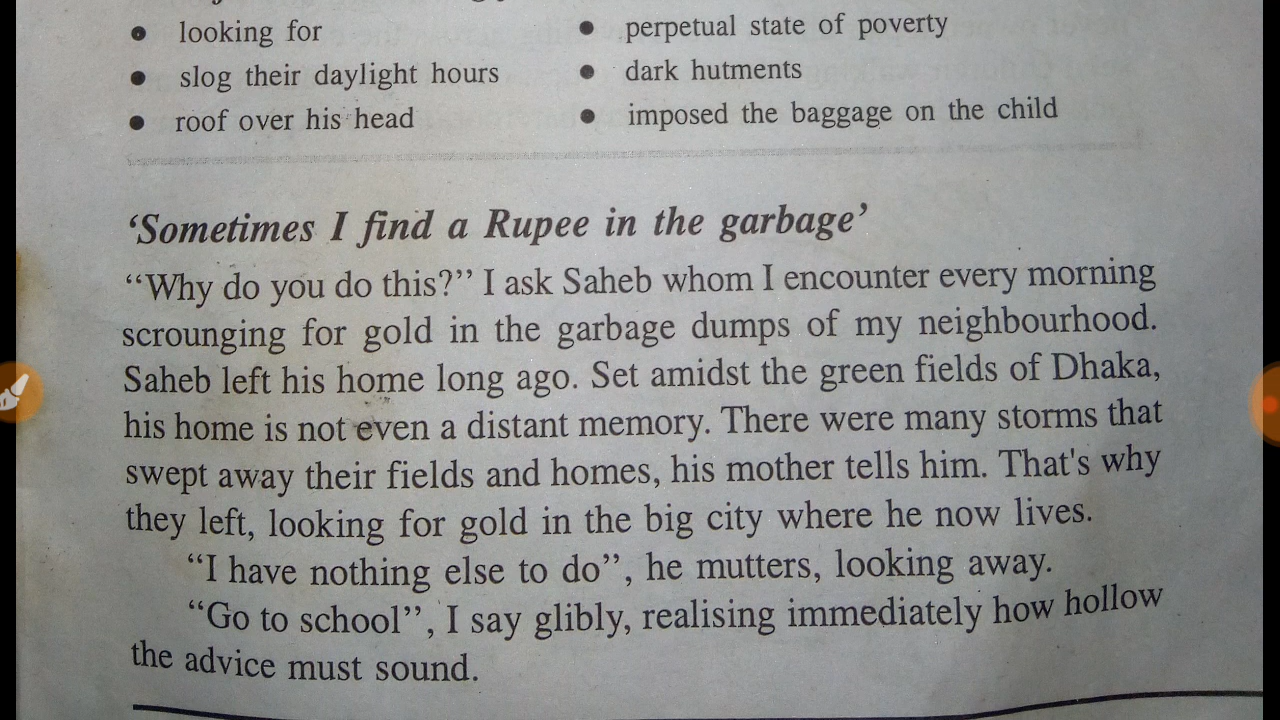 • looking for
• perpetual state of poverty
• slog their daylight hours
• dark hutments
• roof over his head
• imposed the baggage on the child
‘Sometimes I find a Rupee in the garbage’
“Why do you do this?” I ask Saheb whom I encounter every morning
scrounging for gold in the garbage dumps of my neighbourhood.
Saheb left his home long ago. Set amidst the green fields of Dhaka,
his home is not even a distant memory. There were many storms that
swept away their fields and homes, his mother tells him. That's why
they left, looking for gold in the big city where he now lives.
“I have nothing else to do”, he mutters, looking away.
“Go to school”, I say glibly, realising immediately how hollow
the advice must sound.